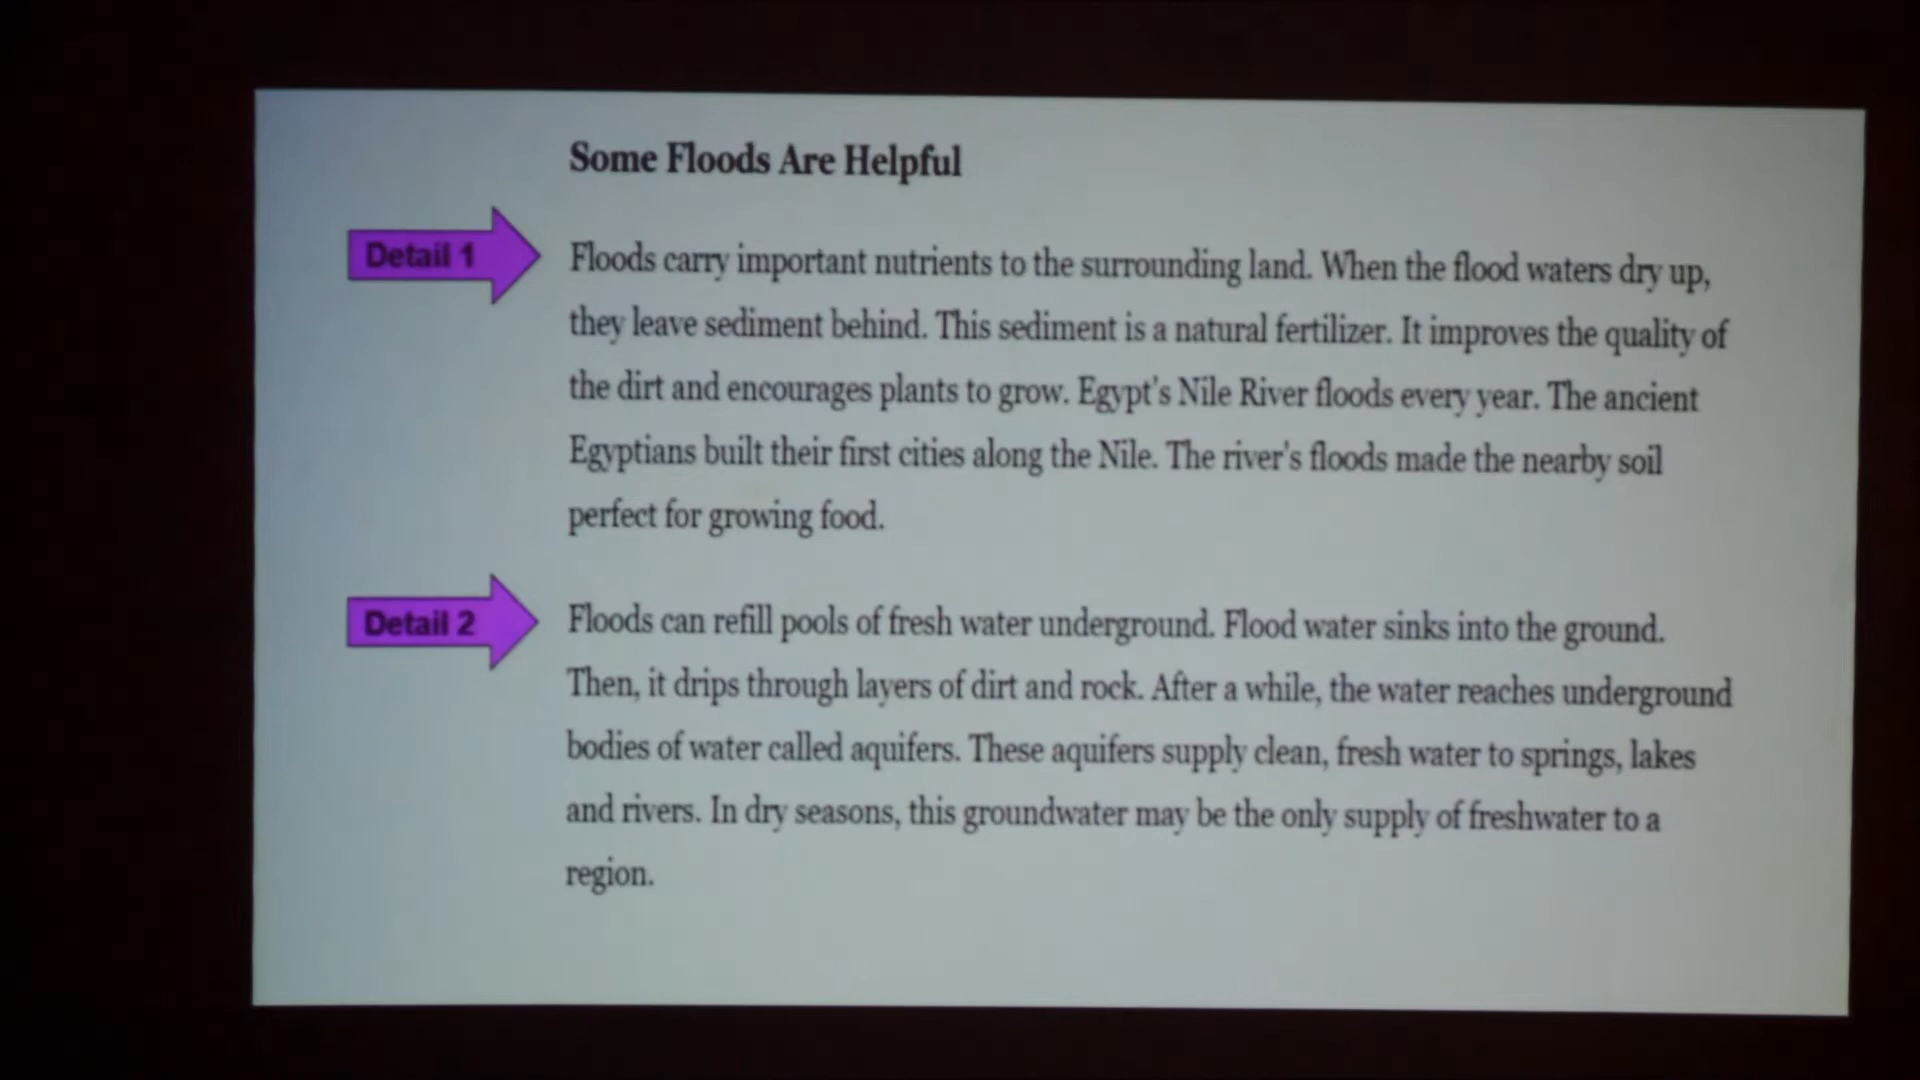 Some Floods Are Helpful
Detail 1
Floods carry important nutrients to the surrounding land. When the flood waters dry up,
they leave sediment behind. This sediment is a natural fertilizer. It improves the quality of
the dirt and encourages plants to grow. Egypt's Nile River floods every year. The ancient
Egyptians built their first cities along the Nile. The river's floods made the nearby soil
perfect for growing food.
Detail 2
Floods can refill pools of fresh water underground. Flood water sinks into the ground.
Then, it drips through layers of dirt and rock. After a while, the water reaches underground
bodies of water called aquifers. These aquifers supply clean, fresh water to springs, lakes
and rivers. In dry seasons, this groundwater may be the only supply of freshwater to a
region.